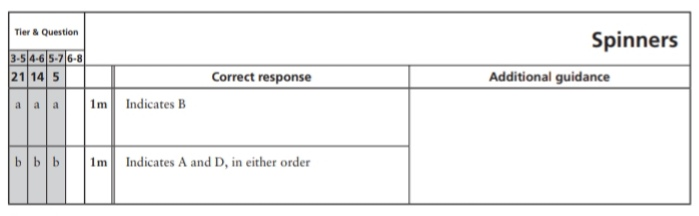 Tier & Question
Spinners
3-5 4-6 5-7 6-8
21 14 5
Correct response
Additional guidance
a a a 1m Indicates B
b b b 1m Indicates A and D, in either order